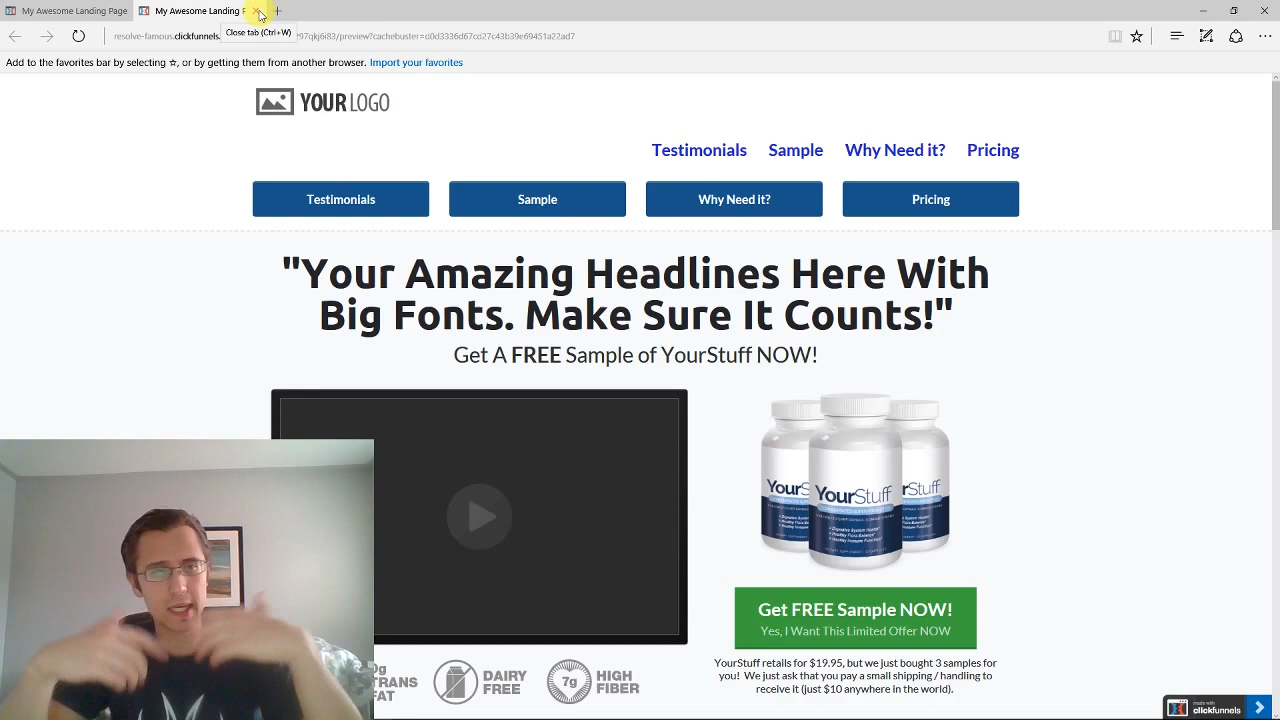 My Awesome Landing Page
My Awesome Landing P
Close tab (Ctrl+W)
Add to the favorites bar by selecting ☆, or by getting them from another browser. Import your favorites
YOUR LOGO
Testimonials Sample Why Need it? Pricing
Testimonials Sample Why Need it? Pricing
"Your Amazing Headlines Here With
Big Fonts. Make Sure It Counts!"
Get A FREE Sample of YourStuff NOW!
YourStuff
Get FREE Sample NOW!
Yes, I Want This Limited Offer NOW
YourStuff retails for $19.95, but we just bought 3 samples for
you! We just ask that you pay a small shipping / handling to
receive it (just $10 anywhere in the world).
TRANS
FAT
DAIRY
FREE
7g
HIGH
FIBER
made with
clickfunnels